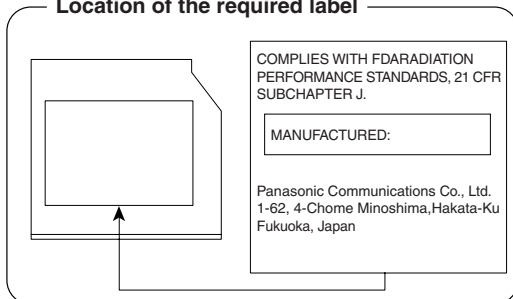 Location of the required label
COMPLIES WITH FDARADIATION
PERFORMANCE STANDARDS, 21 CFR
SUBCHAPTER J.
MANUFACTURED:
Panasonic Communications Co., Ltd.
1-62, 4-Chome Minoshima,Hakata-Ku
Fukuoka, Japan